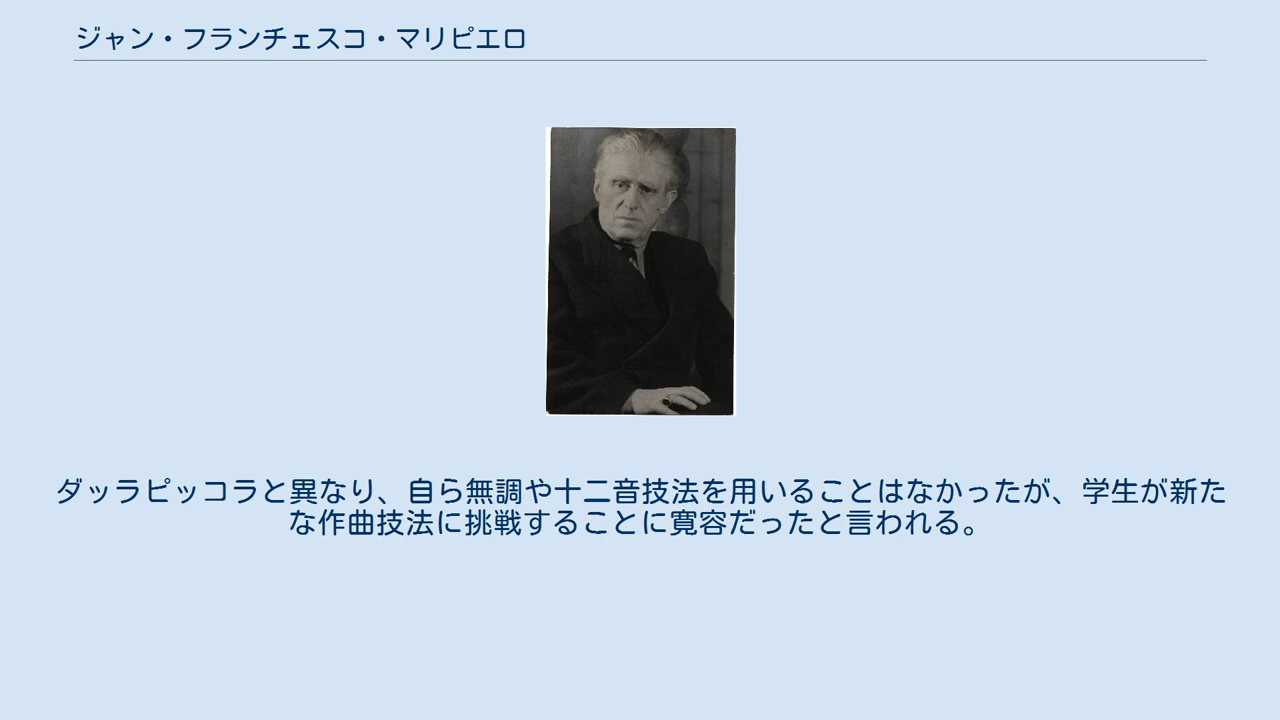 ジャン・フランチェスコ・マリピエロ
ダッラピッコラと異なり、自ら無調や十二音技法を用いることはなかったが、学生が新た
な作曲技法に挑戦することに寛容だったと言われる。